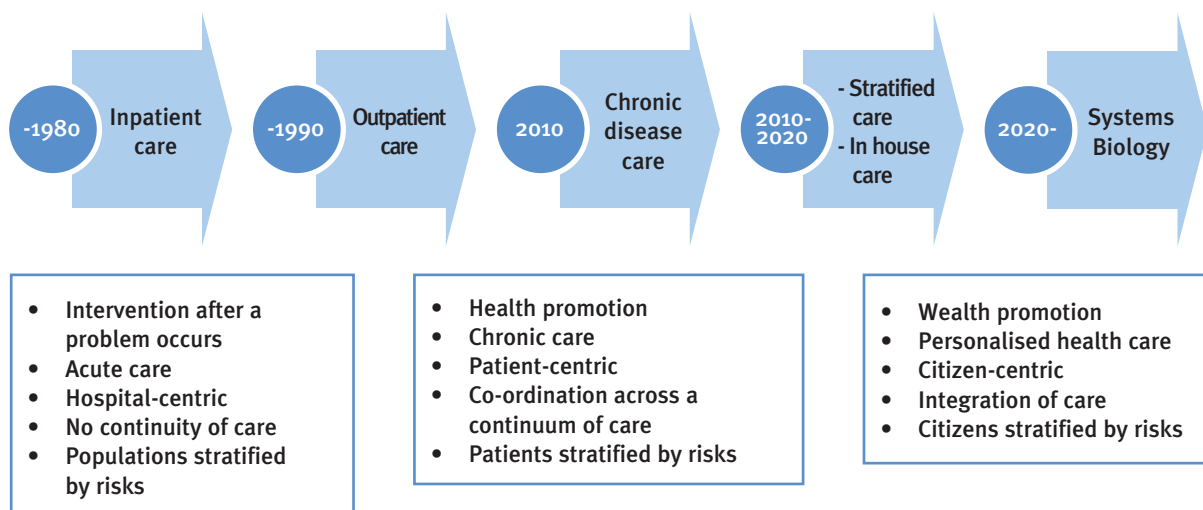 -1980
Inpatient
care
-1990
Outpatient
care
2010
Chronic
disease
care
2010-
2020
- Stratified
care
- In house
care
2020-
Systems
Biology
• Intervention after a
problem occurs
• Acute care
• Hospital-centric
• No continuity of care
• Populations stratified
by risks
• Health promotion
• Chronic care
• Patient-centric
• Co-ordination across a
continuum of care
• Patients stratified by risks
• Wealth promotion
• Personalised health care
• Citizen-centric
• Integration of care
• Citizens stratified by risks